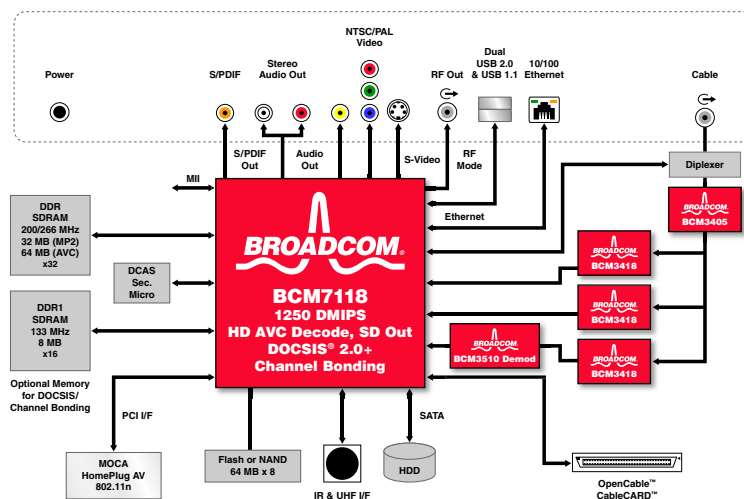 NTSC/PAL
Video
Power
S/PDIF
Stereo
Audio Out
RF Out
Dual
USB 2.0
& USB 1.1
10/100
Ethernet
Cable
S/PDIF
Out
Audio
Out
S-Video
RF
Mode
Diplexer
MII
Ethernet
BROADCOM.
BCM3405
DDR
SDRAM
200/266 MHz
32 MB (MP2)
64 MB (AVC)
x32
BROADCOM®
BCM7118
1250 DMIPS
HD AVC Decode, SD Out
DOCSIS® 2.0+
Channel Bonding
BROADCOM.
BCM3418
DCAS
Sec.
Micro
BROADCOM.
BCM3418
DDR1
SDRAM
133 MHz
8 MB
x16
BROADCOM.
BCM3510 Demod
BROADCOM.
BCM3418
Optional Memory
for DOCSIS/
Channel Bonding
PCI I/F
SATA
MOCA
HomePlug AV
802.11n
Flash or NAND
64 MB x 8
IR & UHF I/F
HDD
OpenCable™
CableCARD™